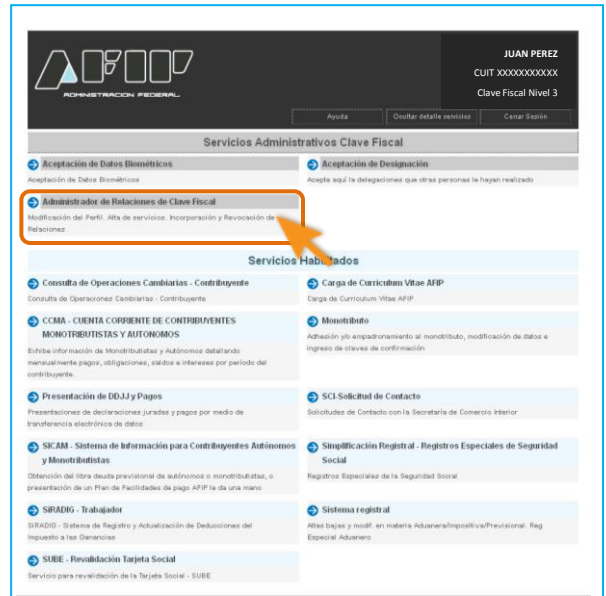 AFIP
ADMINISTRACION FEDERAL
JUAN PEREZ
CUIT XXXXXXXXXXX
Clave Fiscal Nivel 3
Ayuda
Ocultar detalle servicios
Cerrar Sesión
Servicios Administrativos Clave Fiscal
Aceptación de Datos Biométricos
Aceptación de Datos Biométricos
Aceptación de Designación
Acepte aquí la delegaciones que otras personas le hayan realizado
Administrador de Relaciones de Clave Fiscal
Modificación del Perfil. Alta de servicios. Incorporación y Revocación de
Relaciones
Servicios Habilitados
Consulta de Operaciones Cambiarias - Contribuyente
Consulta de Operaciones Cambiarias - Contribuyente
Carga de Curriculum Vitae AFIP
Carga de Curriculum Vitae AFIP
CCMA - CUENTA CORRIENTE DE CONTRIBUYENTES
MONOTRIBUTISTAS Y AUTONOMOS
Exhibe información de Monotributistas y Autónomos detallando
mensualmente pagos, obligaciones, saldos e intereses por período del
contribuyente.
Monotributo
Adhesión y/o empadronamiento al monotributo, modificación de datos e
ingreso de claves de confirmación
Presentación de DDJJ y Pagos
Presentaciones de declaraciones juradas y pagos por medio de
transferencia electrónica de datos
SCI-Solicitud de Contacto
Solicitudes de Contacto con la Secretaría de Comercio Interior
SICAM - Sistema de Información para Contribuyentes Autónomos
y Monotributistas
Obtención del libre deuda previsional de autónomos o monotributistas, o
presentación de un Plan de Facilidades de pago AFIP le da una mano
Simplificación Registral - Registros Especiales de Seguridad
Social
Registros Especiales de la Seguridad Social
SiRADIG - Trabajador
SiRADIG - Sistema de Registro y Actualización de Deducciones del
Impuesto a las Ganancias
Sistema registral
Altas bajas y modif. en materia Aduanera/Impositiva/Previsional. Reg
Especial Aduanero
SUBE - Revalidación Tarjeta Social
Servicio para revalidación de la Tarjeta Social - SUBE